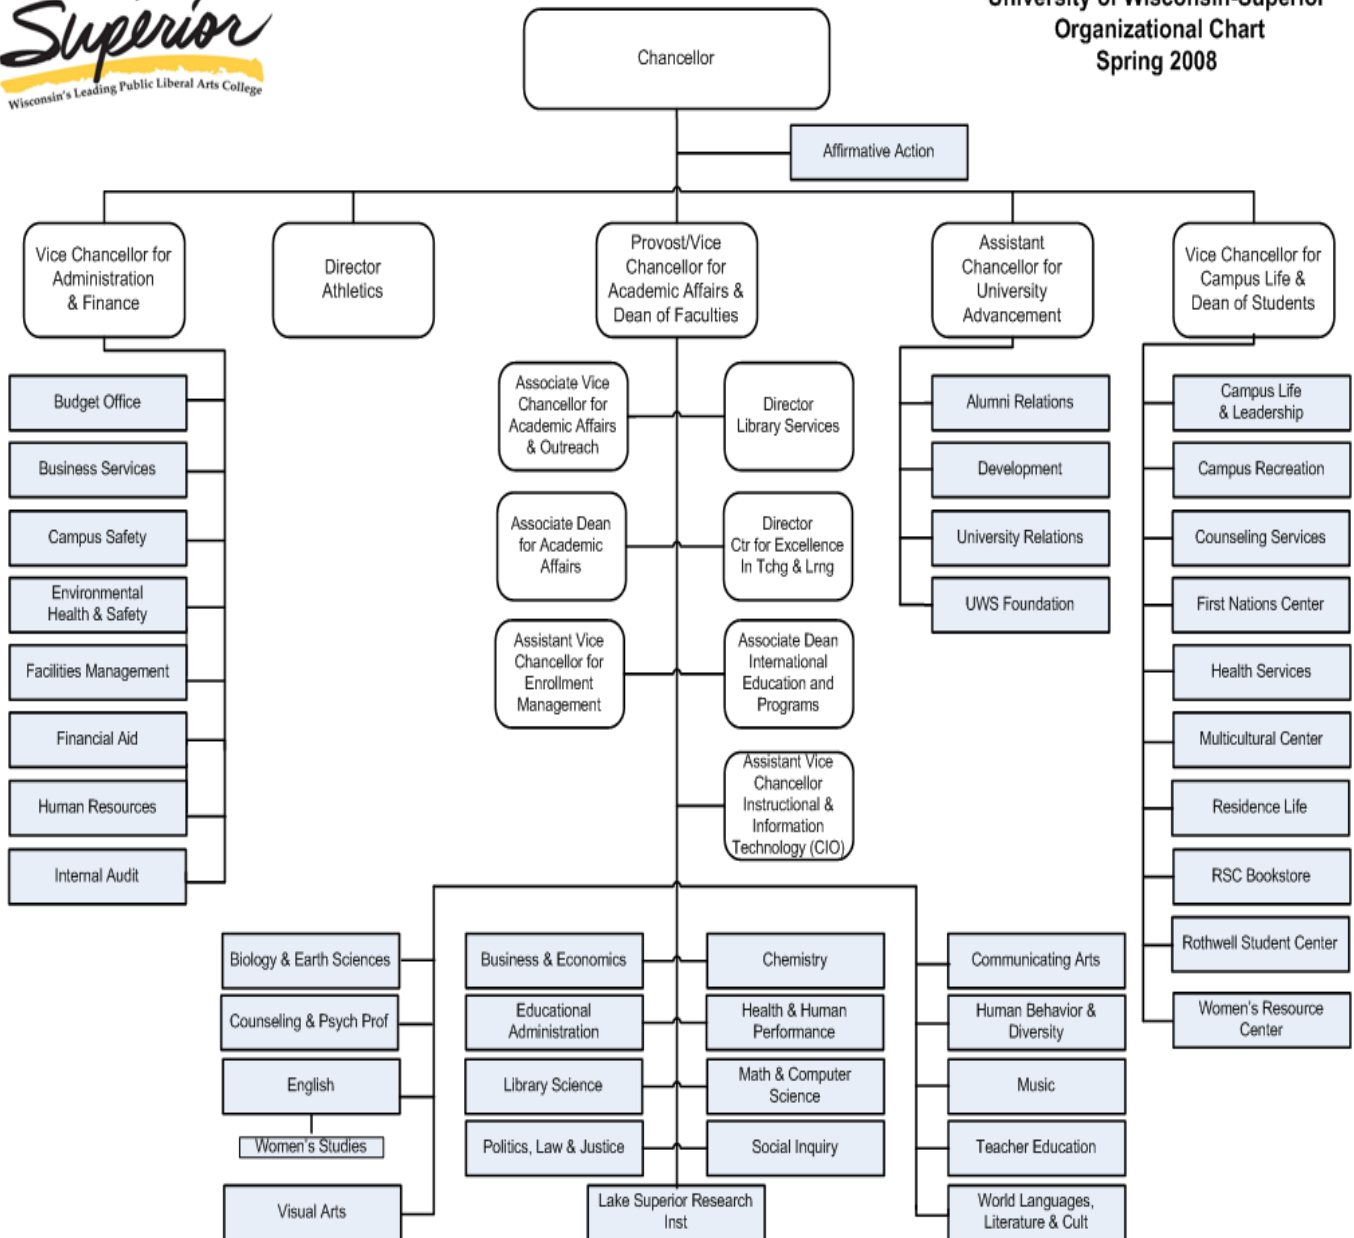 Superior
Wisconsin's Leading Public Liberal Arts College
University of Wisconsin-Superior
Organizational Chart
Spring 2008
Chancellor
Affirmative Action
Vice Chancellor for
Administration
& Finance
Director
Athletics
Provost/Vice
Chancellor for
Academic Affairs &
Dean of Faculties
Assistant
Chancellor for
University
Advancement
Vice Chancellor for
Campus Life &
Dean of Students
Budget Office
Business Services
Campus Safety
Environmental
Health & Safety
Facilities Management
Financial Aid
Human Resources
Internal Audit
Associate Vice
Chancellor for
Academic Affairs
& Outreach
Director
Library Services
Associate Dean
for Academic
Affairs
Director
Ctr for Excellence
In Tchg & Lrng
Assistant Vice
Chancellor for
Enrollment
Management
Associate Dean
International
Education and
Programs
Assistant Vice
Chancellor
Instructional &
Information
Technology (CIO)
Alumni Relations
Development
University Relations
UWS Foundation
Campus Life
& Leadership
Campus Recreation
Counseling Services
First Nations Center
Health Services
Multicultural Center
Residence Life
RSC Bookstore
Rothwell Student Center
Women's Resource
Center
Biology & Earth Sciences
Counseling & Psych Prof
English
Women's Studies
Visual Arts
Business & Economics
Educational
Administration
Library Science
Politics, Law & Justice
Chemistry
Health & Human
Performance
Math & Computer
Science
Social Inquiry
Lake Superior Research
Inst
Communicating Arts
Human Behavior &
Diversity
Music
Teacher Education
World Languages,
Literature & Cult